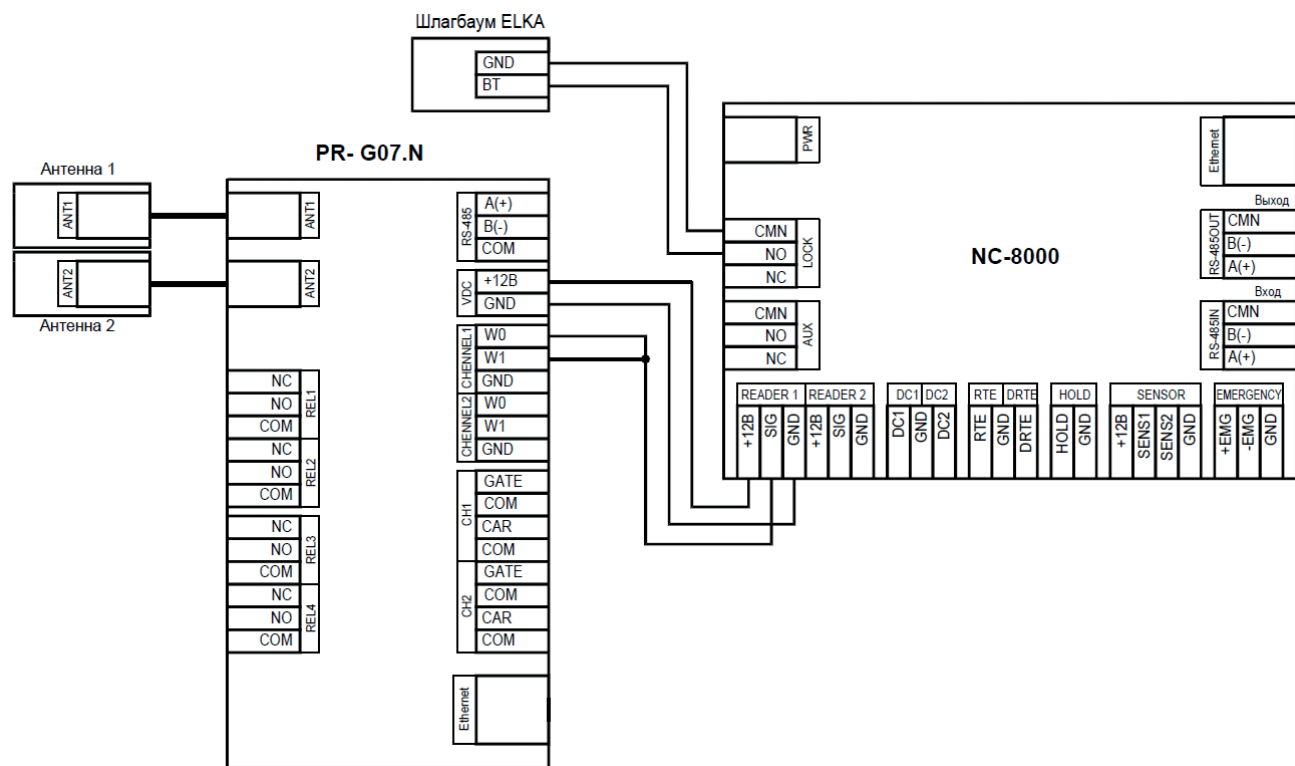 Шлагбаум ELKA
GND
BT
PR- G07.N
Антенна 1
ANT1
ANT2
Антенна 2
ANT1
ANT2
NC
NO
COM
REL1
NC
NO
COM
REL2
NC
NO
COM
REL3
NC
NO
COM
REL4
RS-485
A(+)
B(-)
COM
VDC
+12B
GND
CHENNEL1
W0
W1
GND
CHENNEL2
W0
W1
GND
CH1
GATE
COM
CAR
COM
CH2
GATE
COM
CAR
COM
Ethernet
NC-8000
PWR
CMN
NO
NC
LOCK
CMN
NO
NC
AUX
Ethernet
Выход
RS-485OUT
CMN
B(-)
A(+)
Вход
RS-485IN
CMN
B(-)
A(+)
READER 1 READER 2 DC1 DC2 RTE DRTE HOLD SENSOR EMERGENCY
+12B
SIG
GND
+12B
SIG
GND
DC1
GND
DC2
RTE
GND
DRTE
HOLD
GND
+12B
SENS1
SENS2
GND
+EMG
-EMG
GND